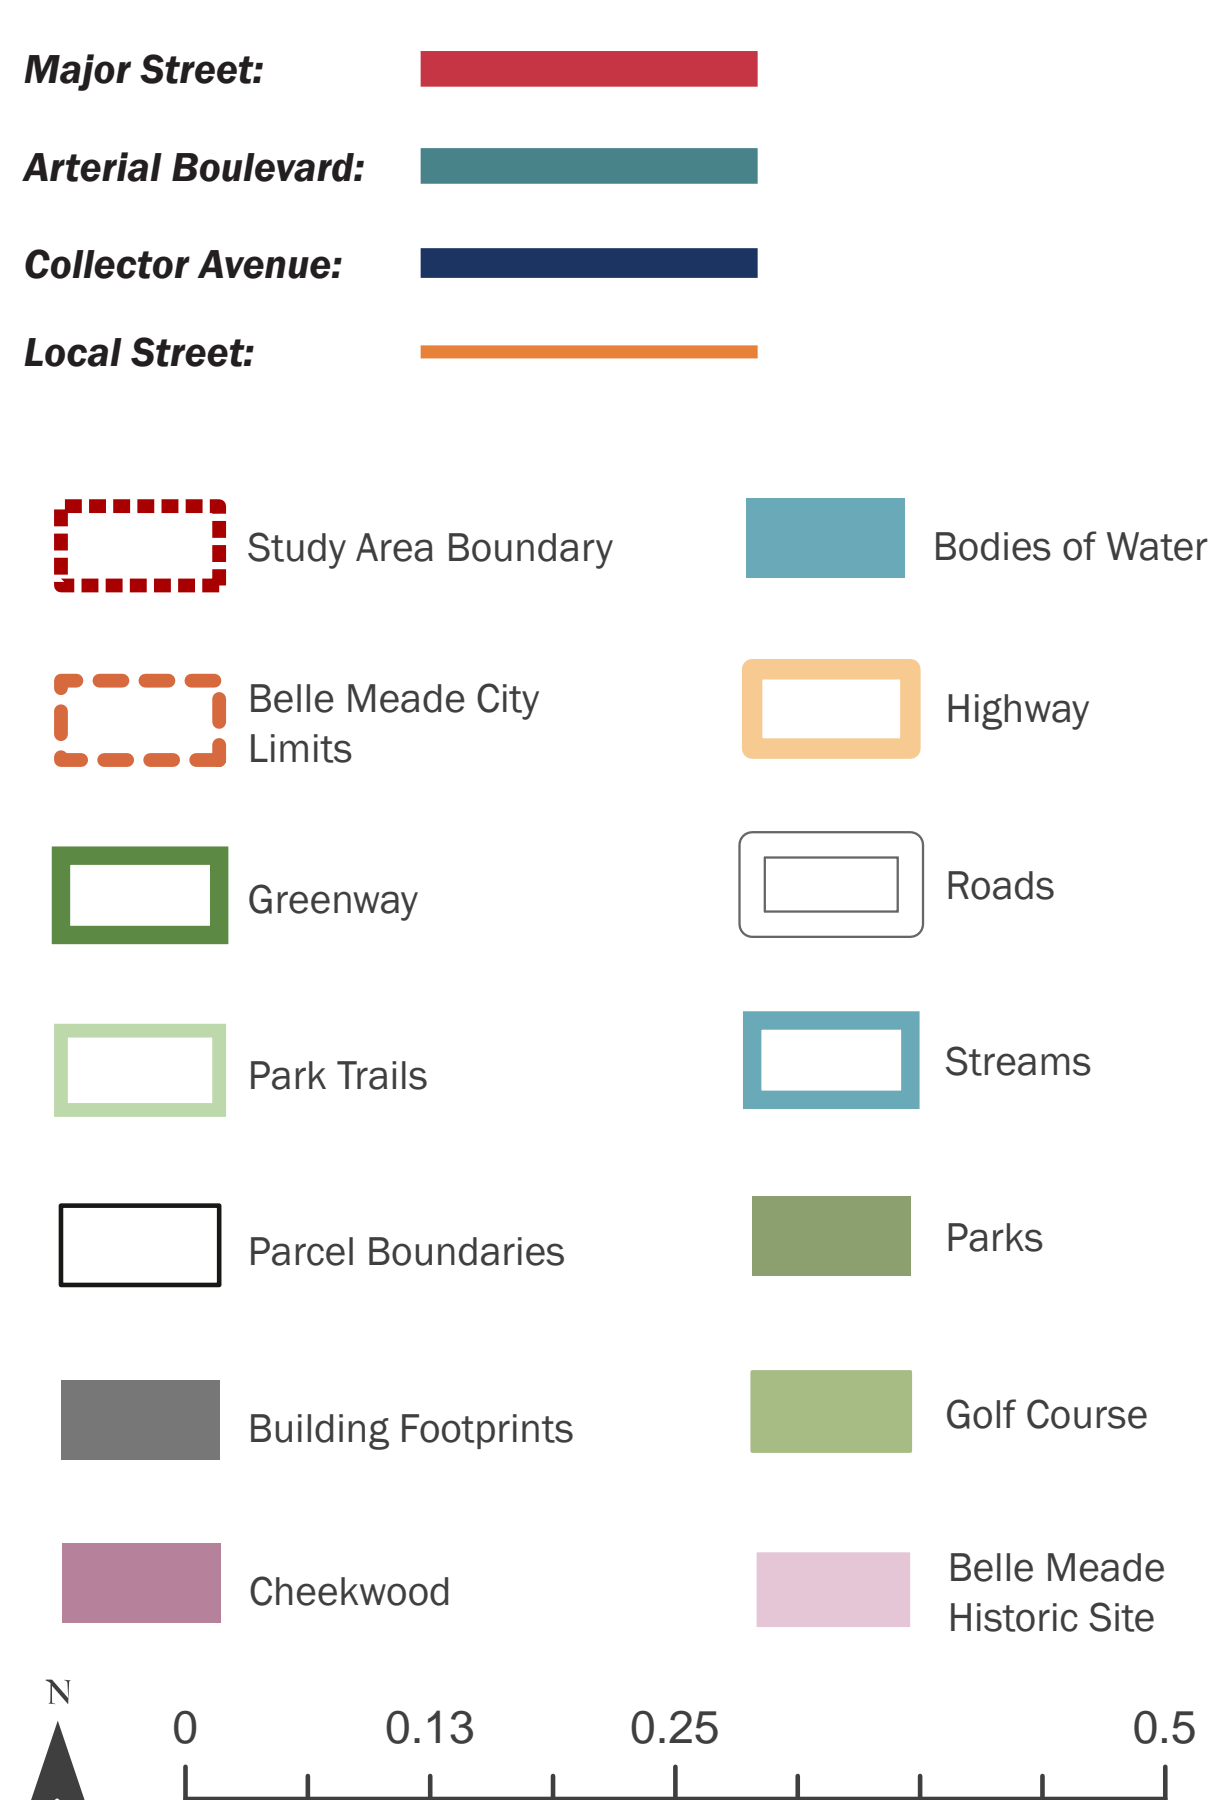 Major Street:
Arterial Boulevard:
Collector Avenue:
Local Street:
Study Area Boundary
Bodies of Water
Belle Meade City
Limits
Highway
Greenway
Roads
Park Trails
Streams
Parcel Boundaries
Parks
Building Footprints
Golf Course
Cheekwood
Belle Meade
Historic Site
N
0 0.13 0.25 0.5